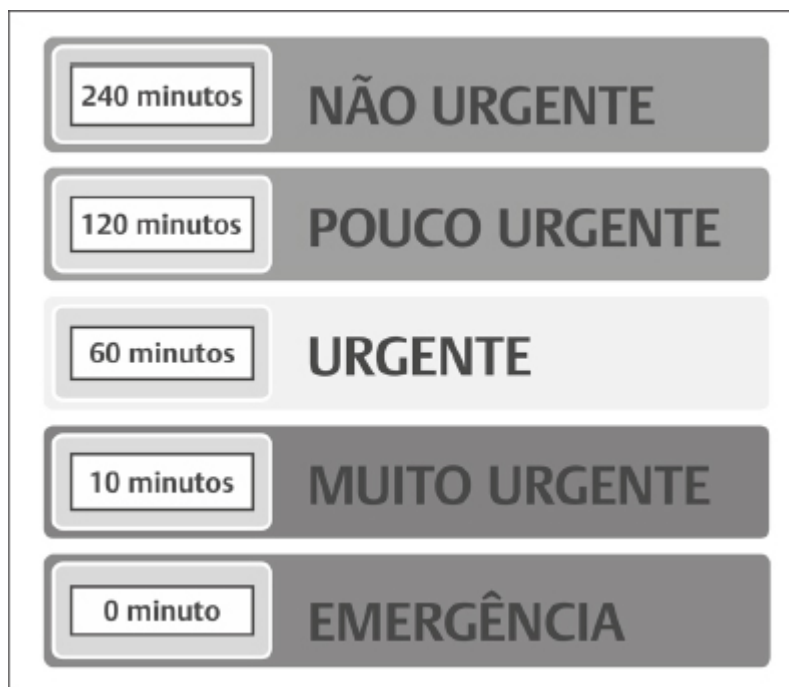 240 minutos NÃO URGENTE
120 minutos POUCO URGENTE
60 minutos URGENTE
10 minutos MUITO URGENTE
0 minuto EMERGÊNCIA